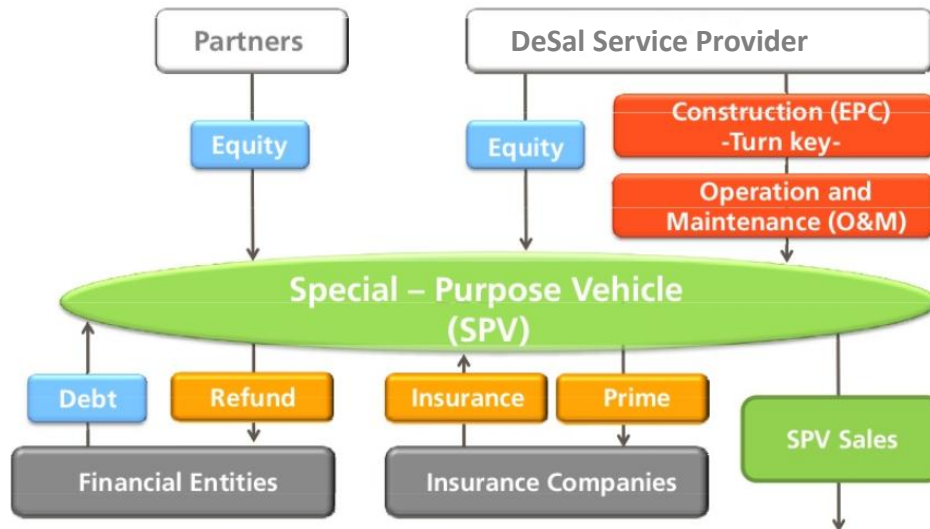 Partners
DeSal Service Provider
Equity
Equity
Construction (EPC)
-Turn key-
Operation and
Maintenance (O&M)
Special – Purpose Vehicle
(SPV)
Debt
Refund
Insurance
Prime
SPV Sales
Financial Entities
Insurance Companies